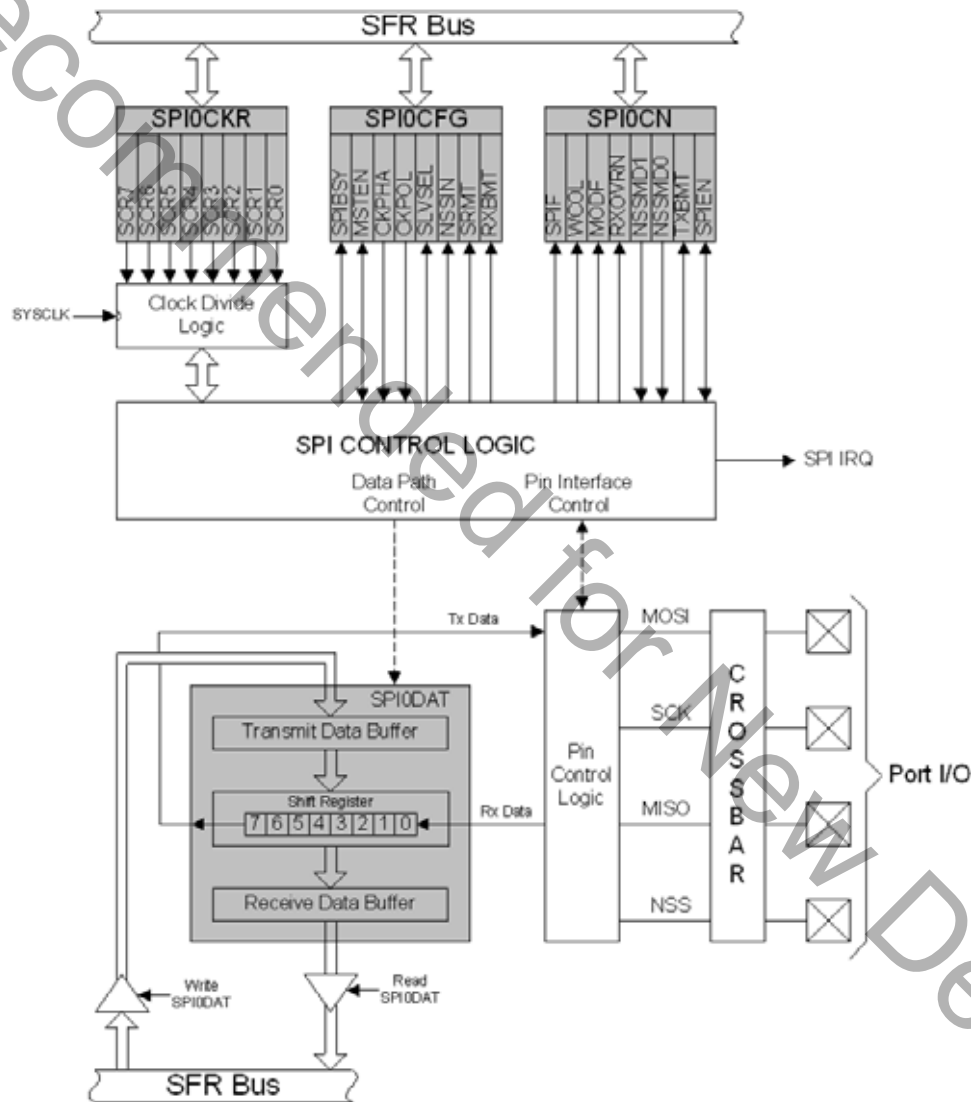 SFR Bus
SPI0CKR
SCR7
SCR6
SCR5
SCR4
SCR3
SCR2
SCR1
SCR0
SPI0CFG
SPIBSY
MSTEN
CKPHA
CKPOL
SLVSEL
NSSIN
SRMT
RXBMT
SPI0CN
SPIF
WCOL
MODF
RXOVRN
NSSMD1
NSSMD0
TXBMT
SPIEN
SYSCLK
Clock Divide
Logic
SPI CONTROL LOGIC
Data Path
Control
Pin Interface
Control
SPI IRQ
Tx Data
SPI0DAT
Transmit Data Buffer
Shift Register
7 6 5 4 3 2 1 0
Rx Data
Receive Data Buffer
Pin
Control
Logic
MOSI
SCK
MISO
NSS
CROSSBAR
Port I/O
Write
SPI0DAT
Read
SPI0DAT
SFR Bus
ecommended for New De